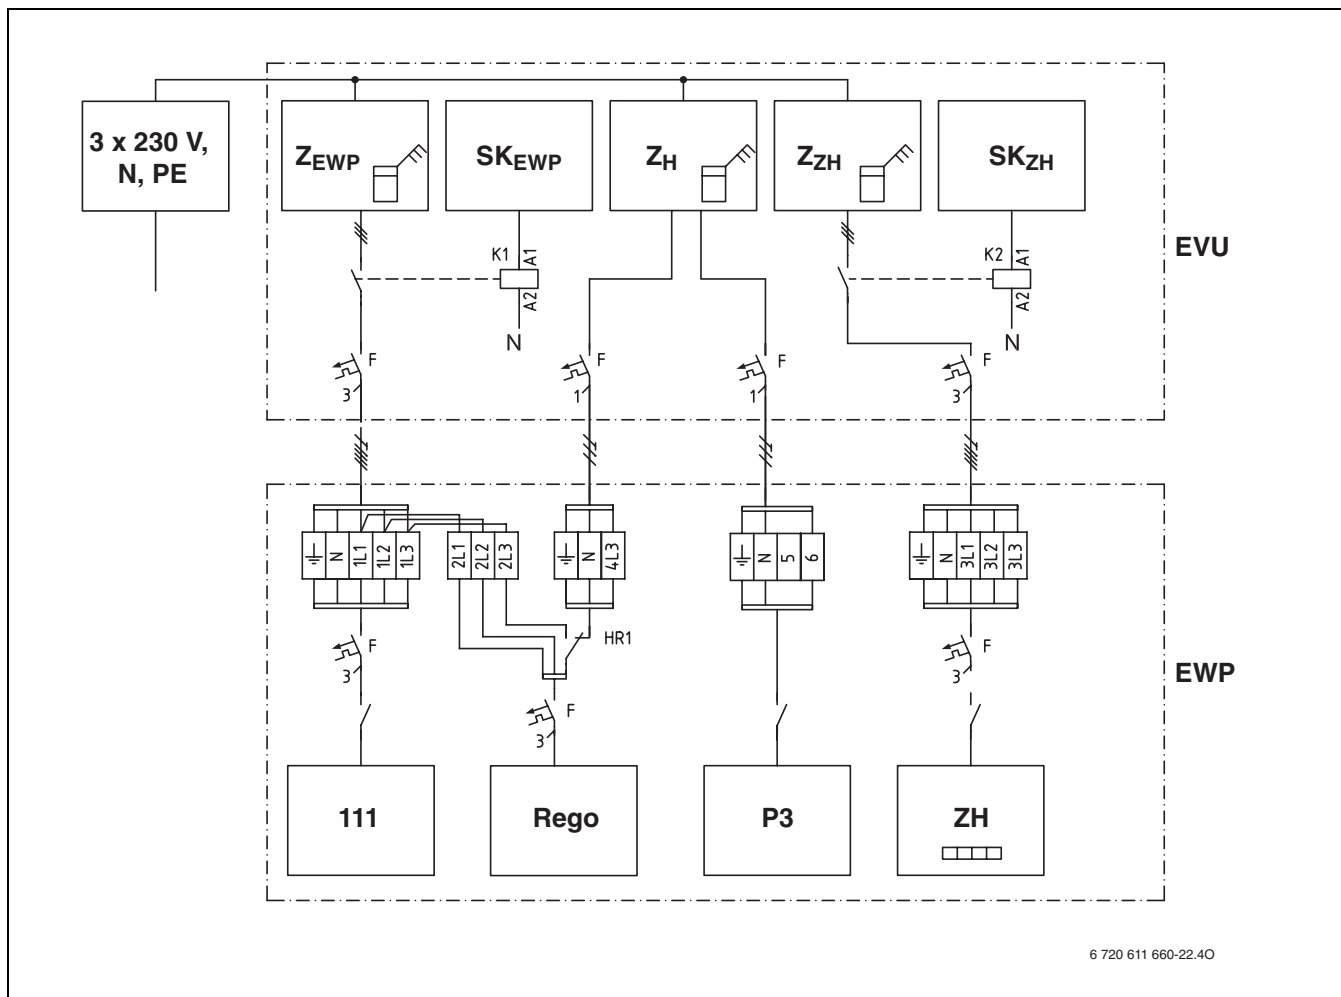 3 x 230 V,
N, PE
ZEWP
SKEWP
ZH
ZZH
SKZH
EVU
K1
A1
A2
N
K2
A1
A2
N
F
3
F
1
F
1
F
3
N
1L1
1L2
1L3
2L1
2L2
2L3
N
4L3
N
5
6
N
3L1
3L2
3L3
HR1
F
3
F
3
F
3
EWP
111
Rego
P3
ZH
6 720 611 660-22.4O